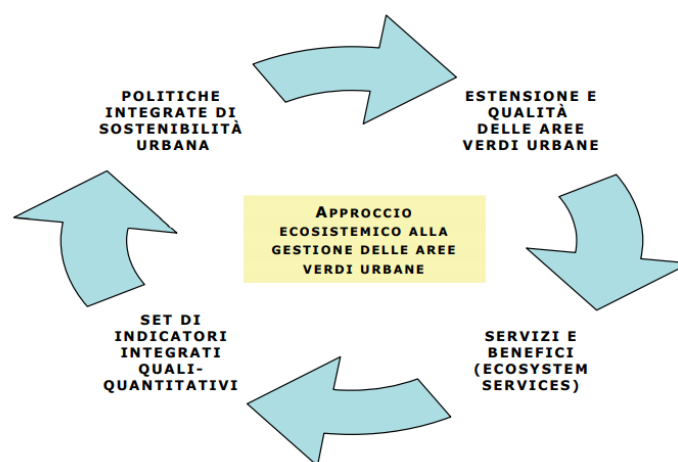 POLITICHE
INTEGRATE DI
SOSTENIBILITÀ
URBANA
ESTENSIONE E
QUALITÀ
DELLE AREE
VERDI URBANE
APPROCCIO
ECOSISTEMICO ALLA
GESTIONE DELLE AREE
VERDI URBANE
SET DI
INDICATORI
INTEGRATI
QUALI-
QUANTITATIVI
SERVIZI E
BENEFICI
(ECOSYSTEM
SERVICES)